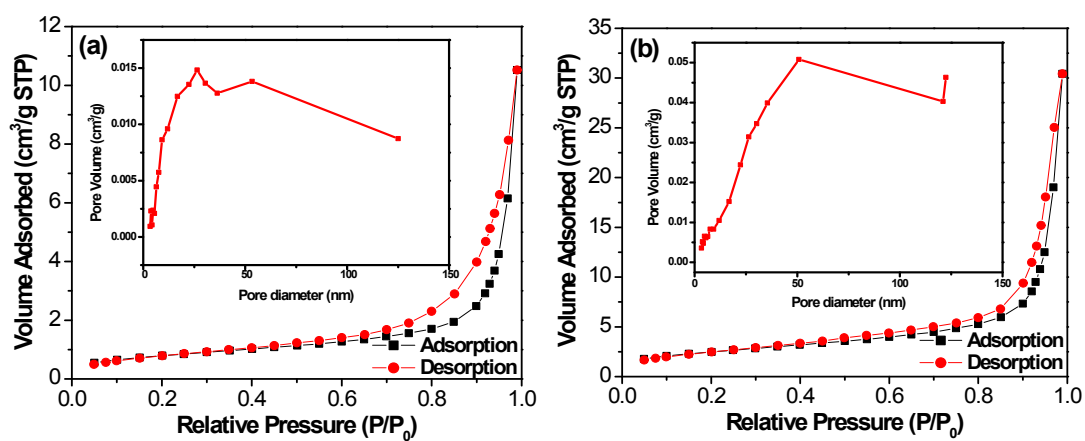 (a)
Volume Adsorbed (cm³/g STP)
12
10
8
6
4
2
0
0.0 0.2 0.4 0.6 0.8 1.0
Relative Pressure (P/P₀)
Adsorption
Desorption
Pore Volume (cm³/g)
0.015
0.010
0.005
0.000
0 50 100 150
Pore diameter (nm)
(b)
Volume Adsorbed (cm³/g STP)
35
30
25
20
15
10
5
0
0.0 0.2 0.4 0.6 0.8 1.0
Relative Pressure (P/P₀)
Adsorption
Desorption
Pore Volume (cm³/g)
0.05
0.04
0.03
0.02
0.01
0.00
0 50 100 150
Pore diameter (nm)